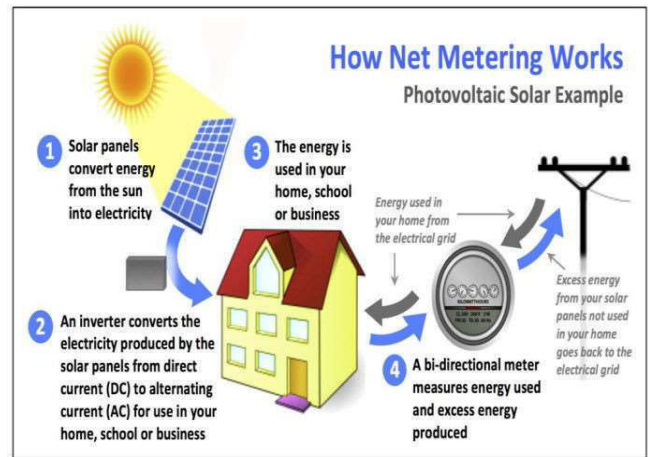 How Net Metering Works
Photovoltaic Solar Example
1
Solar panels
convert energy
from the sun
into electricity
2
An inverter converts the
electricity produced by the
solar panels from direct
current (DC) to alternating
current (AC) for use in your
home, school or business
3
The energy is
used in your
home, school
or business
Energy used in
your home from
the electrical grid
KILOWATTHOURS
4
A bi-directional meter
measures energy used
and excess energy
produced
Excess energy
from your solar
panels not used
in your home
goes back to the
electrical grid